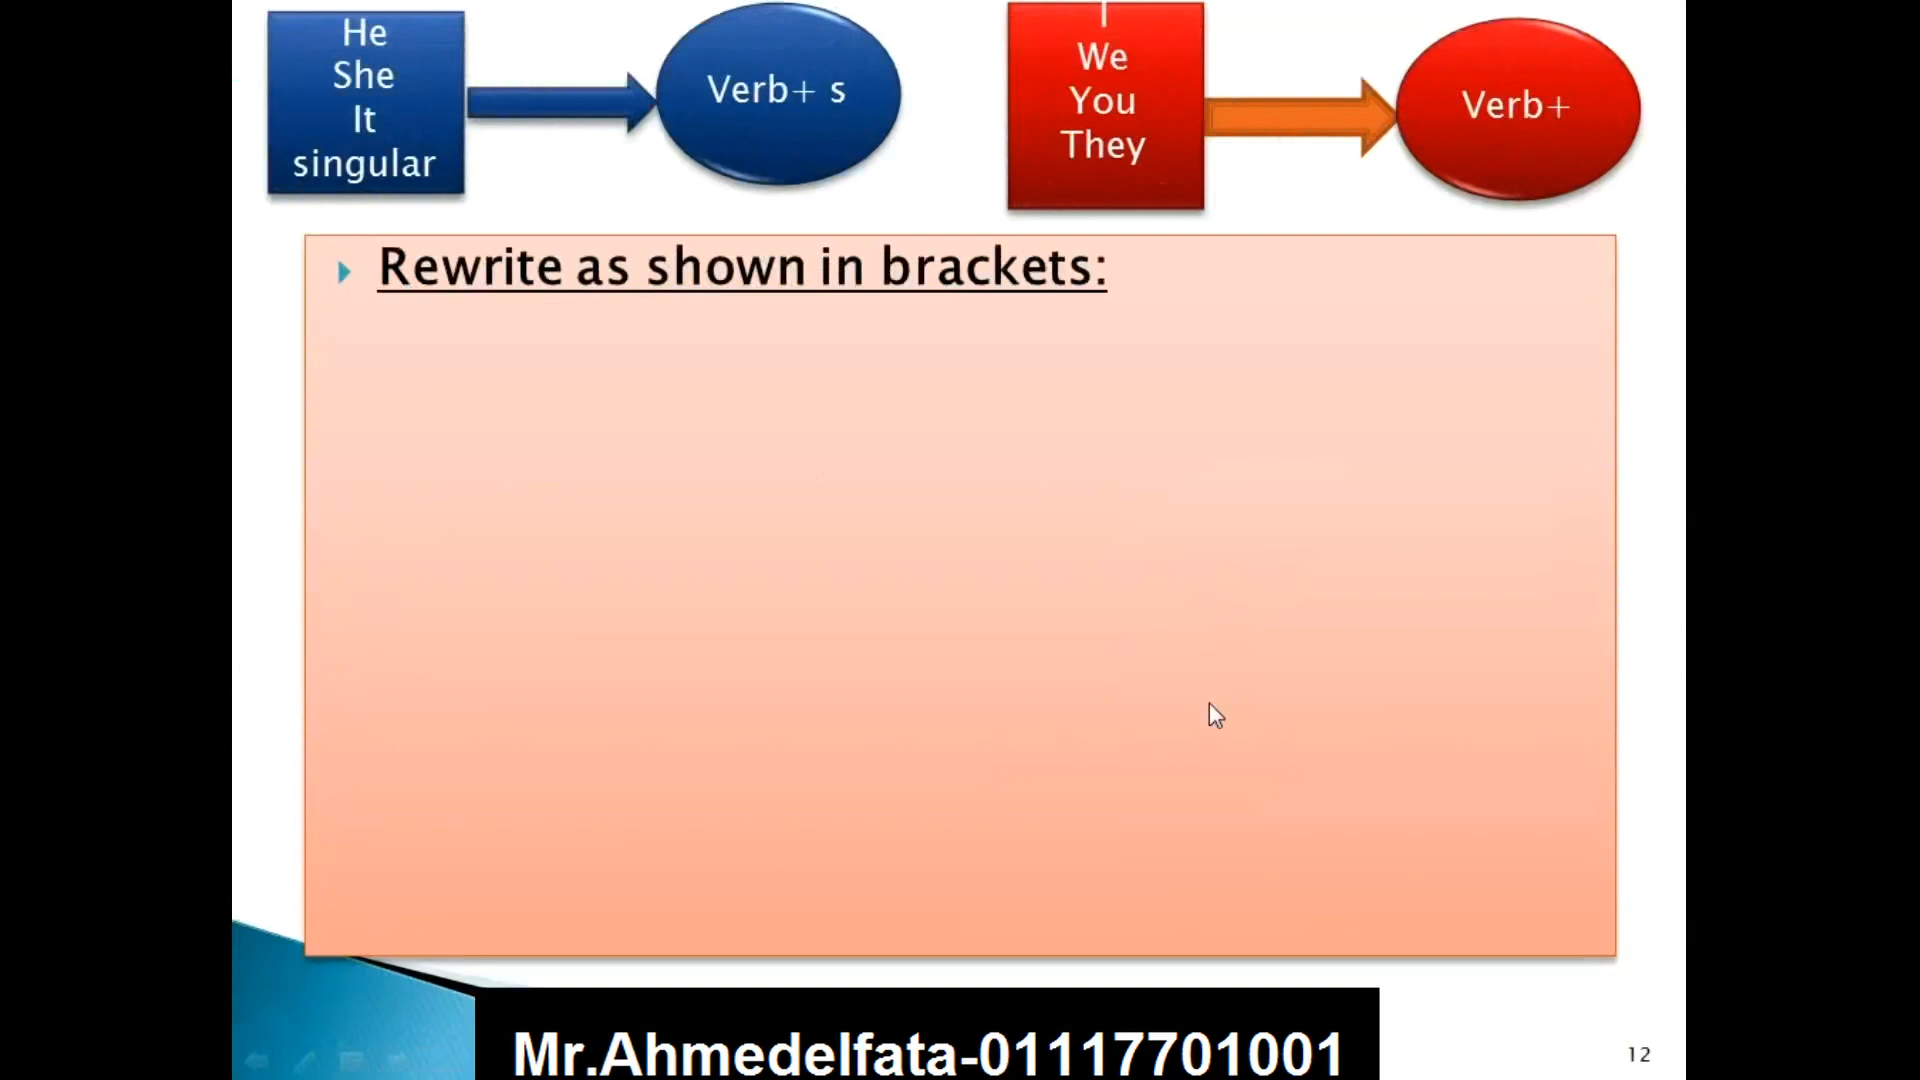 He
She
It
singular
Verb+ s
I
We
You
They
Verb+
Rewrite as shown in brackets:
Mr.Ahmedelfata-01117701001
12